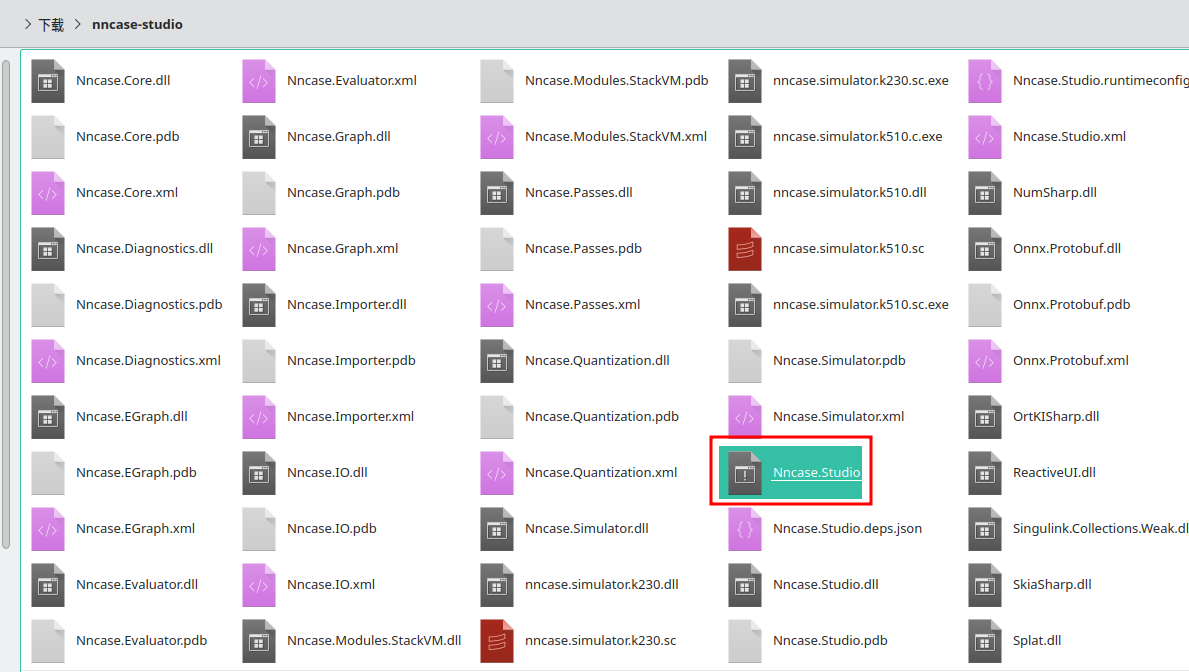 下载 nncase-studio
Nncase.Core.dll
Nncase.Core.pdb
Nncase.Core.xml
Nncase.Diagnostics.dll
Nncase.Diagnostics.pdb
Nncase.Diagnostics.xml
Nncase.EGraph.dll
Nncase.EGraph.pdb
Nncase.EGraph.xml
Nncase.Evaluator.dll
Nncase.Evaluator.pdb
Nncase.Evaluator.xml
Nncase.Graph.dll
Nncase.Graph.pdb
Nncase.Graph.xml
Nncase.Importer.dll
Nncase.Importer.pdb
Nncase.Importer.xml
Nncase.IO.dll
Nncase.IO.pdb
Nncase.IO.xml
Nncase.Modules.StackVM.dll
Nncase.Modules.StackVM.pdb
Nncase.Modules.StackVM.xml
Nncase.Passes.dll
Nncase.Passes.pdb
Nncase.Passes.xml
Nncase.Quantization.dll
Nncase.Quantization.pdb
Nncase.Quantization.xml
Nncase.Simulator.dll
nncase.simulator.k230.dll
nncase.simulator.k230.sc
nncase.simulator.k230.sc.exe
nncase.simulator.k510.c.exe
nncase.simulator.k510.dll
nncase.simulator.k510.sc
nncase.simulator.k510.sc.exe
Nncase.Simulator.pdb
Nncase.Simulator.xml
Nncase.Studio
Nncase.Studio.deps.json
Nncase.Studio.dll
Nncase.Studio.pdb
Nncase.Studio.runtimeconfig
Nncase.Studio.xml
NumSharp.dll
Onnx.Protobuf.dll
Onnx.Protobuf.pdb
Onnx.Protobuf.xml
OrtKISharp.dll
ReactiveUI.dll
Singulink.Collections.Weak.dl
SkiaSharp.dll
Splat.dll